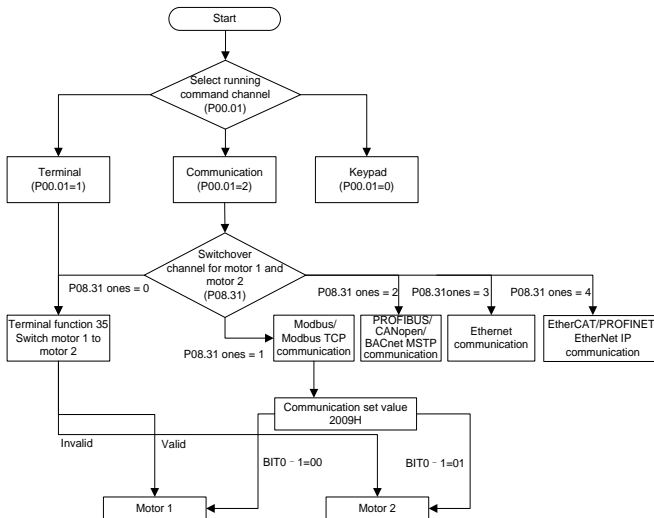 Start
Select running
command channel
(P00.01)
Terminal
(P00.01=1)
Communication
(P00.01=2)
Keypad
(P00.01=0)
Switchover
channel for motor 1 and
motor 2
(P08.31)
P08.31 ones = 0
P08.31 ones = 2
P08.31ones = 3
P08.31 ones = 4
Terminal function 35
Switch motor 1 to
motor 2
P08.31 ones = 1
Modbus/
Modbus TCP
communication
PROFIBUS/
CANopen/
BACnet MSTP
communication
Ethernet
communication
EtherCAT/PROFINET
EtherNet IP
communication
Communication set value
2009H
Invalid
Valid
BIT0﹣1=00
BIT0﹣1=01
Motor 1
Motor 2